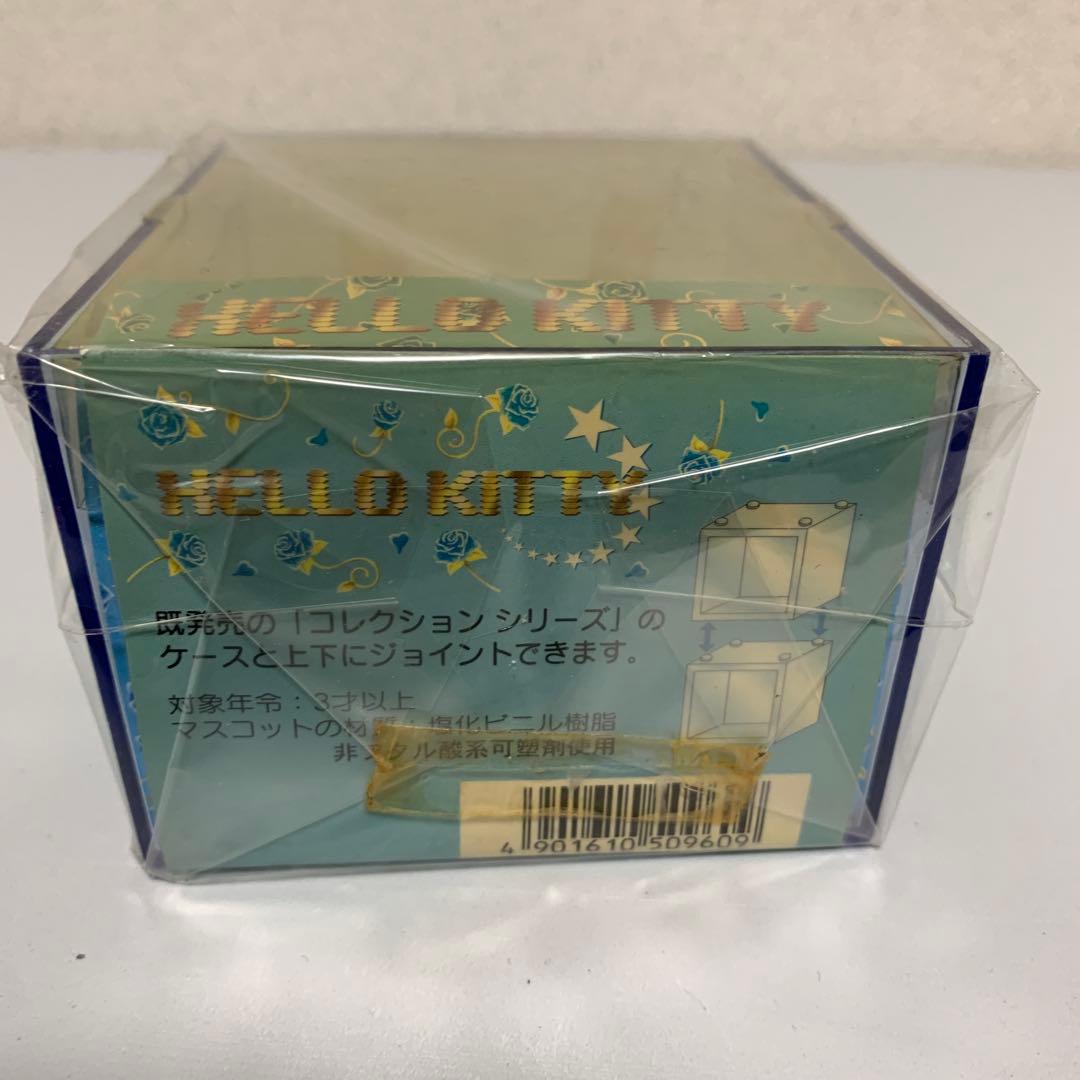 HELLO KITTY
HELLO KITTY
既発売の「コレクション シリーズ」の
ケースと上下にジョイントできます。
対象年令：3才以上
マスコットの材質：塩化ビニル樹脂
非フタル酸系可塑剤使用
4 901610 509609